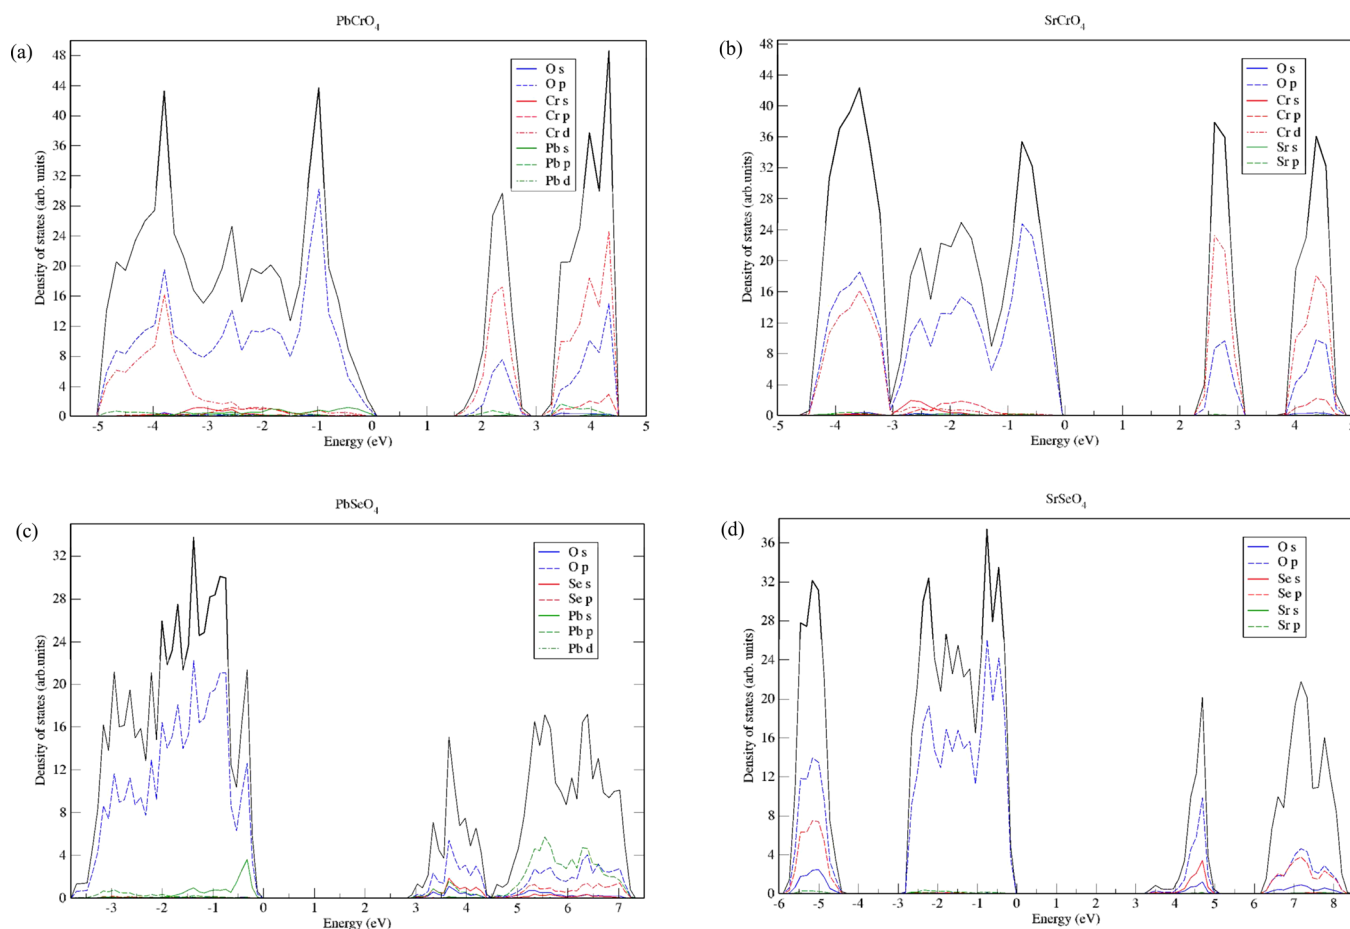 PbCrO4
(a)
48
44
40
36
32
28
24
20
16
12
8
4
0
Density of states (arb. units)
O s
O p
Cr s
Cr p
Cr d
Pb s
Pb p
Pb d
-5 -4 -3 -2 -1 0 1 2 3 4 5
Energy (eV)
SrCrO4
(b)
48
44
40
36
32
28
24
20
16
12
8
4
0
Density of states (arb.units)
O s
O p
Cr s
Cr p
Cr d
Sr s
Sr p
-5 -4 -3 -2 -1 0 1 2 3 4 5
Energy (eV)
PbSeO4
(c)
32
28
24
20
16
12
8
4
0
Density of states (arb.units)
O s
O p
Se s
Se p
Pb s
Pb p
Pb d
-3 -2 -1 0 1 2 3 4 5 6 7
Energy (eV)
SrSeO4
(d)
36
32
28
24
20
16
12
8
4
0
Density of states (arb. units)
O s
O p
Se s
Se p
Sr s
Sr p
-6 -5 -4 -3 -2 -1 0 1 2 3 4 5 6 7 8
Energy (eV)